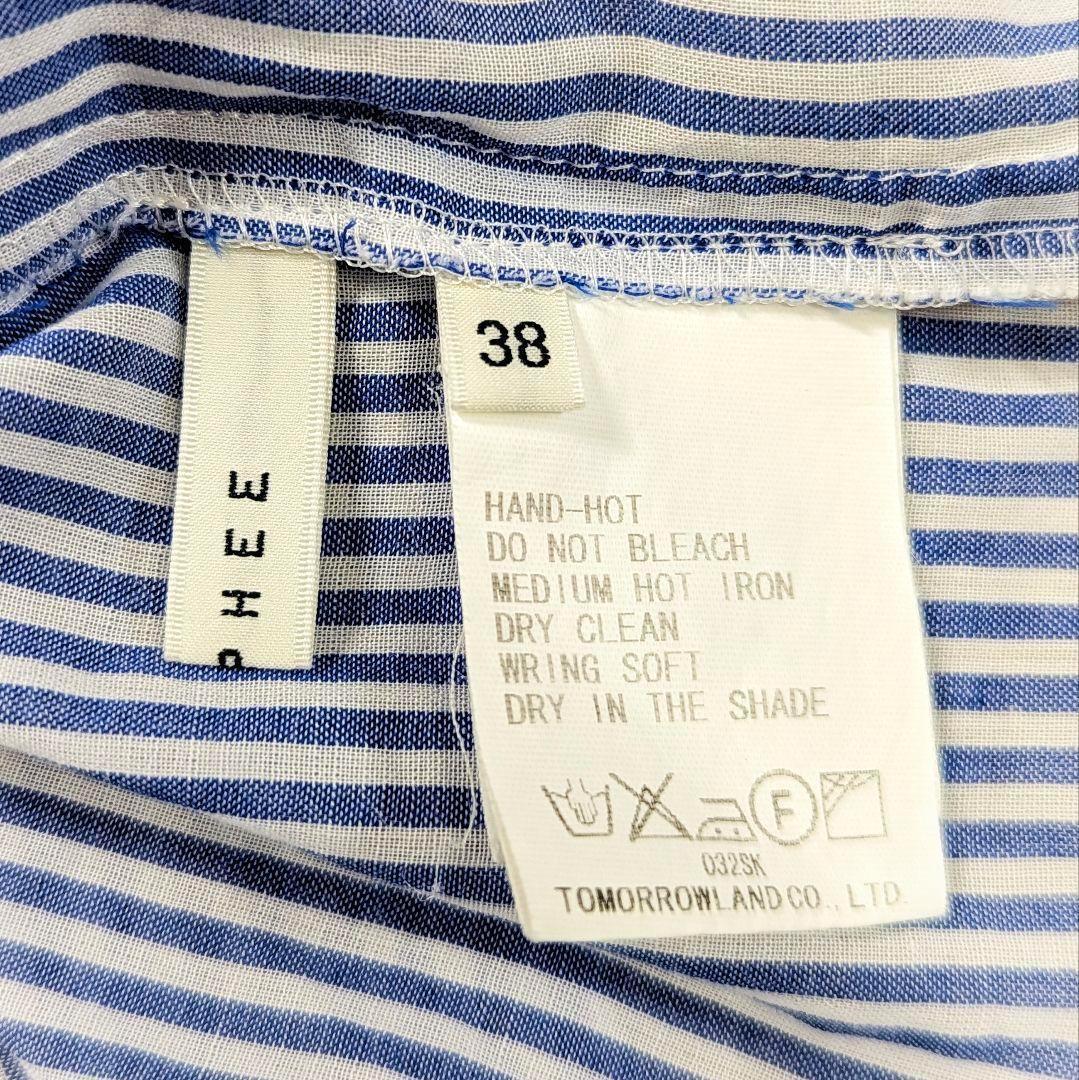 PHEE
38
HAND-HOT
DO NOT BLEACH
MEDIUM HOT IRON
DRY CLEAN
WRING SOFT
DRY IN THE SHADE
F
032SK
TOMORROWLAND CO., LTD.